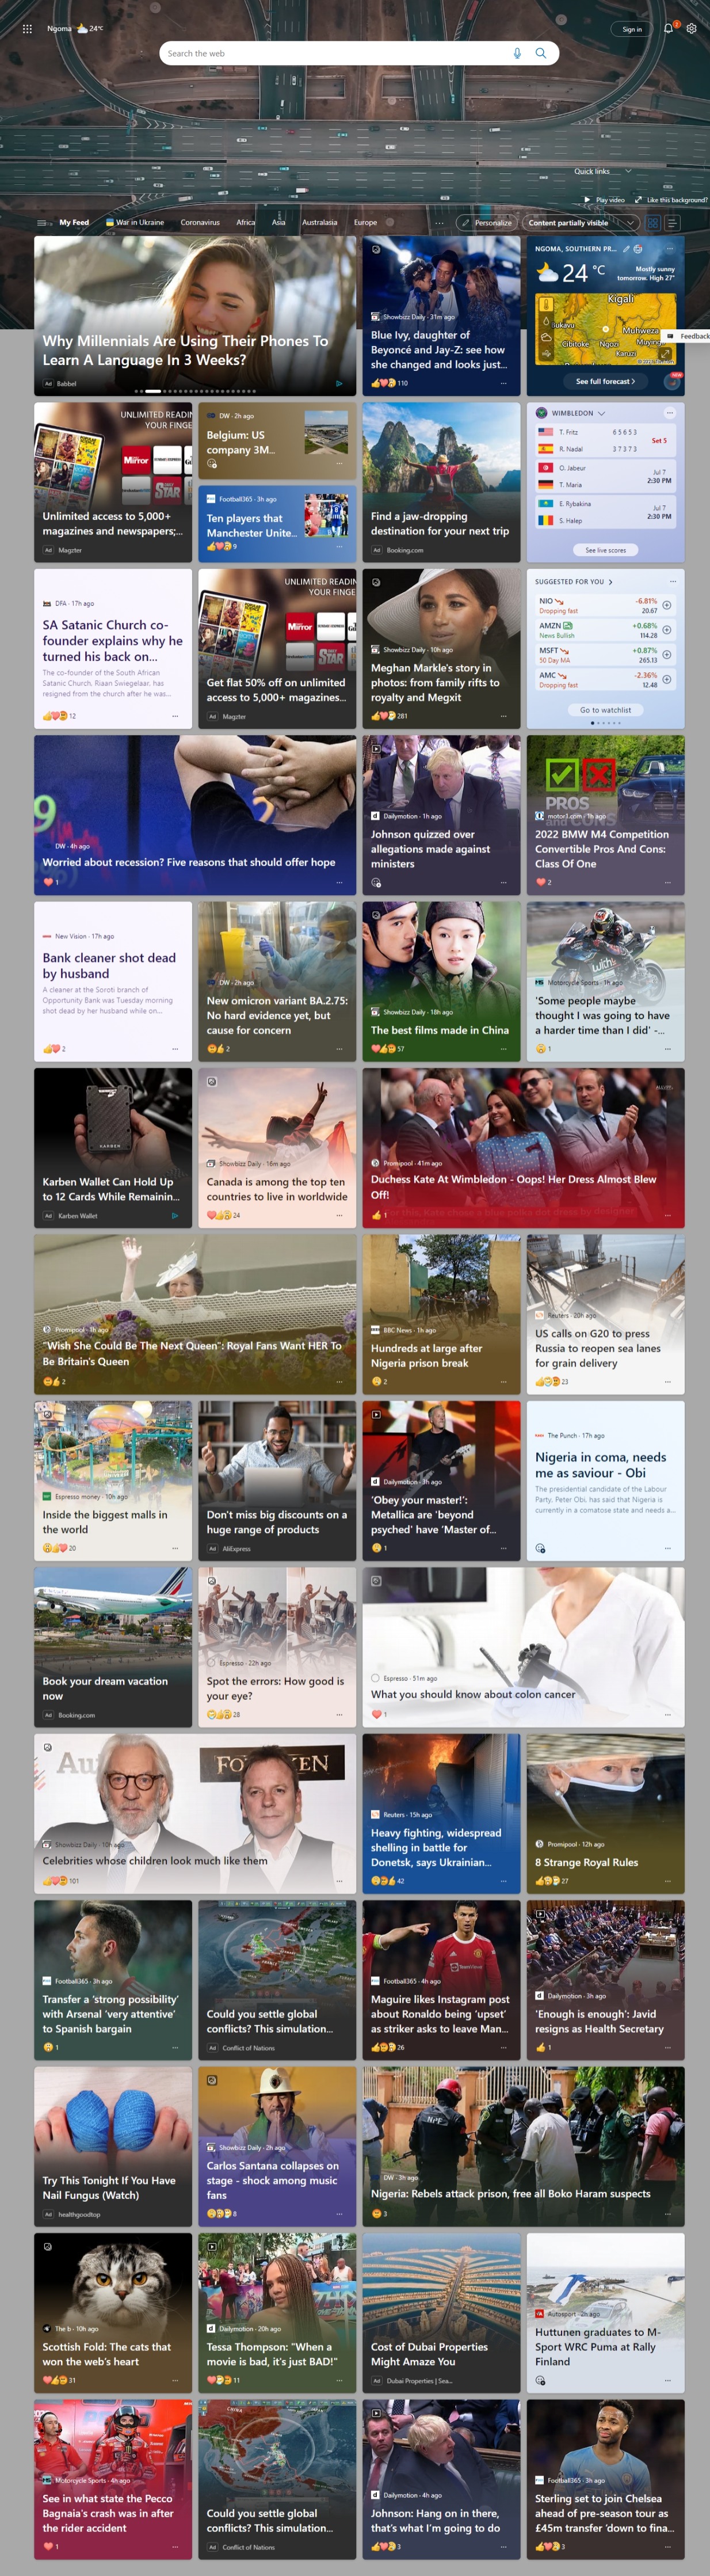 Ngoma 24°C
Sign in
2
Search the web
Quick links
Play video
Like this background?
My Feed
War in Ukraine
Coronavirus
Africa
Asia
Australasia
Europe
...
Personalize
Content partially visible
Why Millennials Are Using Their Phones To
Learn A Language In 3 Weeks?
Ad Babbel
Showbizz Daily · 31m ago
Blue Ivy, daughter of
Beyoncé and Jay-Z: see how
she changed and looks just...
110
NGOMA, SOUTHERN PR...
24 °C
Mostly sunny
tomorrow. High 27°
Kigali
Bukavu
Muhweza
Cibitoke
Ngozi
Muying
Karuzi
See full forecast
NEW
Feedback
UNLIMITED READIN
YOUR FINGE
Mirror
STAR
Unlimited access to 5,000+
magazines and newspapers;...
Ad Magzter
DW · 2h ago
Belgium: US
company 3M...
Football365 · 3h ago
Ten players that
Manchester Unite...
9
Find a jaw-dropping
destination for your next trip
Ad Booking.com
WIMBLEDON
T. Fritz 6 5 6 5 3
R. Nadal 3 7 3 7 3
Set 5
O. Jabeur
T. Maria
Jul 7
2:30 PM
E. Rybakina
S. Halep
Jul 7
2:30 PM
See live scores
DFA · 17h ago
SA Satanic Church co-
founder explains why he
turned his back on...
The co-founder of the South African
Satanic Church, Riaan Swiegelaar, has
resigned from the church after he was...
12
UNLIMITED READIN
YOUR FINGE
Mirror
STAR
Get flat 50% off on unlimited
access to 5,000+ magazines...
Ad Magzter
Showbizz Daily · 10h ago
Meghan Markle's story in
photos: from family rifts to
royalty and Megxit
281
SUGGESTED FOR YOU
NIO -6.81%
Dropping fast 20.67
AMZN +0.68%
News Bullish 114.28
MSFT +0.87%
50 Day MA 265.13
AMC -2.36%
Dropping fast 12.48
Go to watchlist
DW · 4h ago
Worried about recession? Five reasons that should offer hope
1
Dailymotion · 1h ago
Johnson quizzed over
allegations made against
ministers
PROS
and CONS
motor1.com · 1h ago
2022 BMW M4 Competition
Convertible Pros And Cons:
Class Of One
2
New Vision · 17h ago
Bank cleaner shot dead
by husband
A cleaner at the Soroti branch of
Opportunity Bank was Tuesday morning
shot dead by her husband while on...
2
DW · 2h ago
New omicron variant BA.2.75:
No hard evidence yet, but
cause for concern
2
Showbizz Daily · 18h ago
The best films made in China
57
Motorcycle Sports · 1h ago
'Some people maybe
thought I was going to have
a harder time than I did' -...
1
KARBEN
Karben Wallet Can Hold Up
to 12 Cards While Remainin...
Ad Karben Wallet
Showbizz Daily · 16m ago
Canada is among the top ten
countries to live in worldwide
24
Promipool · 41m ago
Duchess Kate At Wimbledon - Oops! Her Dress Almost Blew
Off!
1
Promipool · 1h ago
"Wish She Could Be The Next Queen": Royal Fans Want HER To
Be Britain's Queen
2
BBC News · 1h ago
Hundreds at large after
Nigeria prison break
2
Reuters · 20h ago
US calls on G20 to press
Russia to reopen sea lanes
for grain delivery
23
Espresso money · 10h ago
Inside the biggest malls in
the world
20
Don't miss big discounts on a
huge range of products
Ad AliExpress
Dailymotion · 3h ago
'Obey your master!':
Metallica are 'beyond
psyched' have 'Master of...
1
The Punch · 17h ago
Nigeria in coma, needs
me as saviour - Obi
The presidential candidate of the Labour
Party, Peter Obi, has said that Nigeria is
currently in a comatose state and needs a...
Book your dream vacation
now
Ad Booking.com
Espresso · 22h ago
Spot the errors: How good is
your eye?
28
Espresso · 51m ago
What you should know about colon cancer
1
Showbizz Daily · 10h ago
Celebrities whose children look much like them
101
Reuters · 15h ago
Heavy fighting, widespread
shelling in battle for
Donetsk, says Ukrainian...
42
Promipool · 12h ago
8 Strange Royal Rules
27
Football365 · 3h ago
Transfer a 'strong possibility'
with Arsenal 'very attentive'
to Spanish bargain
1
Could you settle global
conflicts? This simulation...
Ad Conflict of Nations
Football365 · 4h ago
Maguire likes Instagram post
about Ronaldo being 'upset'
as striker asks to leave Man...
26
Dailymotion · 3h ago
'Enough is enough': Javid
resigns as Health Secretary
1
Try This Tonight If You Have
Nail Fungus (Watch)
Ad healthgoodtop
Showbizz Daily · 2h ago
Carlos Santana collapses on
stage - shock among music
fans
8
DW · 3h ago
Nigeria: Rebels attack prison, free all Boko Haram suspects
3
The b · 10h ago
Scottish Fold: The cats that
won the web's heart
31
Dailymotion · 20h ago
Tessa Thompson: "When a
movie is bad, it's just BAD!"
11
Cost of Dubai Properties
Might Amaze You
Ad Dubai Properties | Sea...
Autosport · 2h ago
Huttunen graduates to M-
Sport WRC Puma at Rally
Finland
Motorcycle Sports · 4h ago
See in what state the Pecco
Bagnaia's crash was in after
the rider accident
1
CHINA
Could you settle global
conflicts? This simulation...
Ad Conflict of Nations
Dailymotion · 4h ago
Johnson: Hang on in there,
that's what I'm going to do
3
Football365 · 3h ago
Sterling set to join Chelsea
ahead of pre-season tour as
£45m transfer 'down to fina...
3